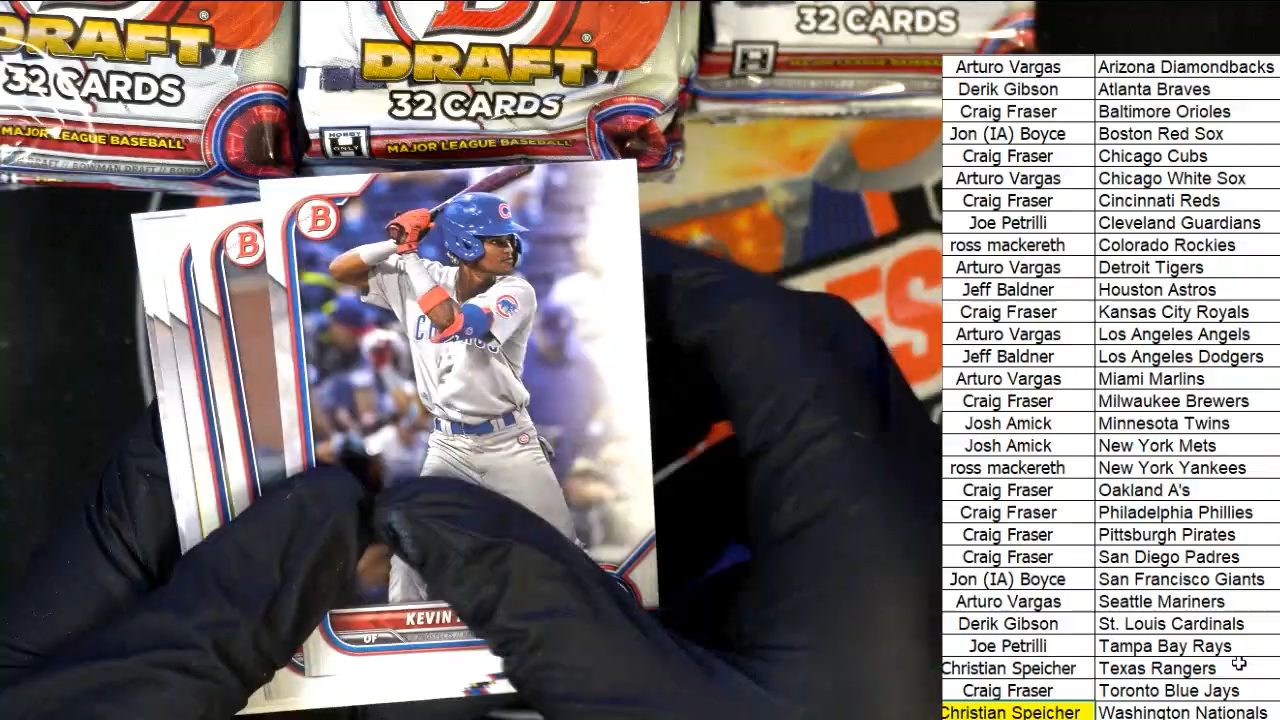 DRAFT
32 CARDS
MAJOR LEAGUE BASEBALL
DRAFT
32 CARDS
HOBBY ONLY
MAJOR LEAGUE BASEBALL
32 CARDS
B
B
C
KEVIN
OF
Arturo Vargas Arizona Diamondbacks
Derik Gibson Atlanta Braves
Craig Fraser Baltimore Orioles
Jon (IA) Boyce Boston Red Sox
Craig Fraser Chicago Cubs
Arturo Vargas Chicago White Sox
Craig Fraser Cincinnati Reds
Joe Petrilli Cleveland Guardians
ross mackereth Colorado Rockies
Arturo Vargas Detroit Tigers
Jeff Baldner Houston Astros
Craig Fraser Kansas City Royals
Arturo Vargas Los Angeles Angels
Jeff Baldner Los Angeles Dodgers
Arturo Vargas Miami Marlins
Craig Fraser Milwaukee Brewers
Josh Amick Minnesota Twins
Josh Amick New York Mets
ross mackereth New York Yankees
Craig Fraser Oakland A's
Craig Fraser Philadelphia Phillies
Craig Fraser Pittsburgh Pirates
Craig Fraser San Diego Padres
Jon (IA) Boyce San Francisco Giants
Arturo Vargas Seattle Mariners
Derik Gibson St. Louis Cardinals
Joe Petrilli Tampa Bay Rays
Christian Speicher Texas Rangers
Craig Fraser Toronto Blue Jays
Christian Speicher Washington Nationals